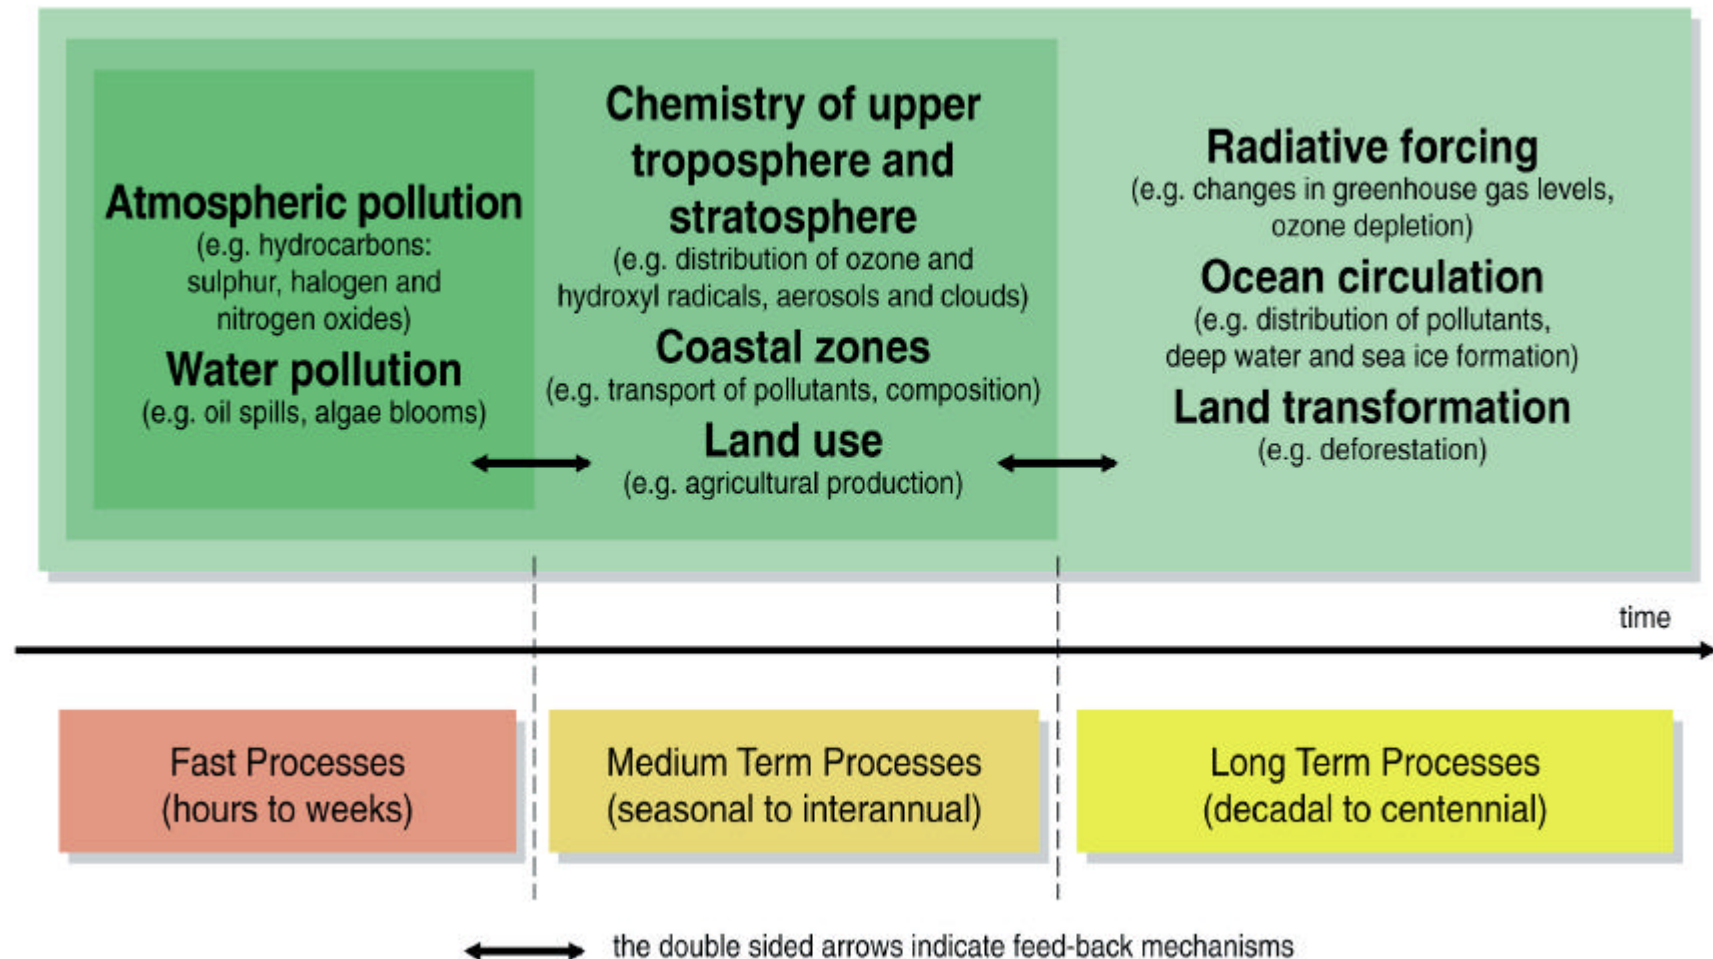 Atmospheric pollution
(e.g. hydrocarbons:
sulphur, halogen and
nitrogen oxides)
Water pollution
(e.g. oil spills, algae blooms)
Chemistry of upper
troposphere and
stratosphere
(e.g. distribution of ozone and
hydroxyl radicals, aerosols and clouds)
Coastal zones
(e.g. transport of pollutants, composition)
Land use
(e.g. agricultural production)
Radiative forcing
(e.g. changes in greenhouse gas levels,
ozone depletion)
Ocean circulation
(e.g. distribution of pollutants,
deep water and sea ice formation)
Land transformation
(e.g. deforestation)
time
Fast Processes
(hours to weeks)
Medium Term Processes
(seasonal to interannual)
Long Term Processes
(decadal to centennial)
the double sided arrows indicate feed-back mechanisms